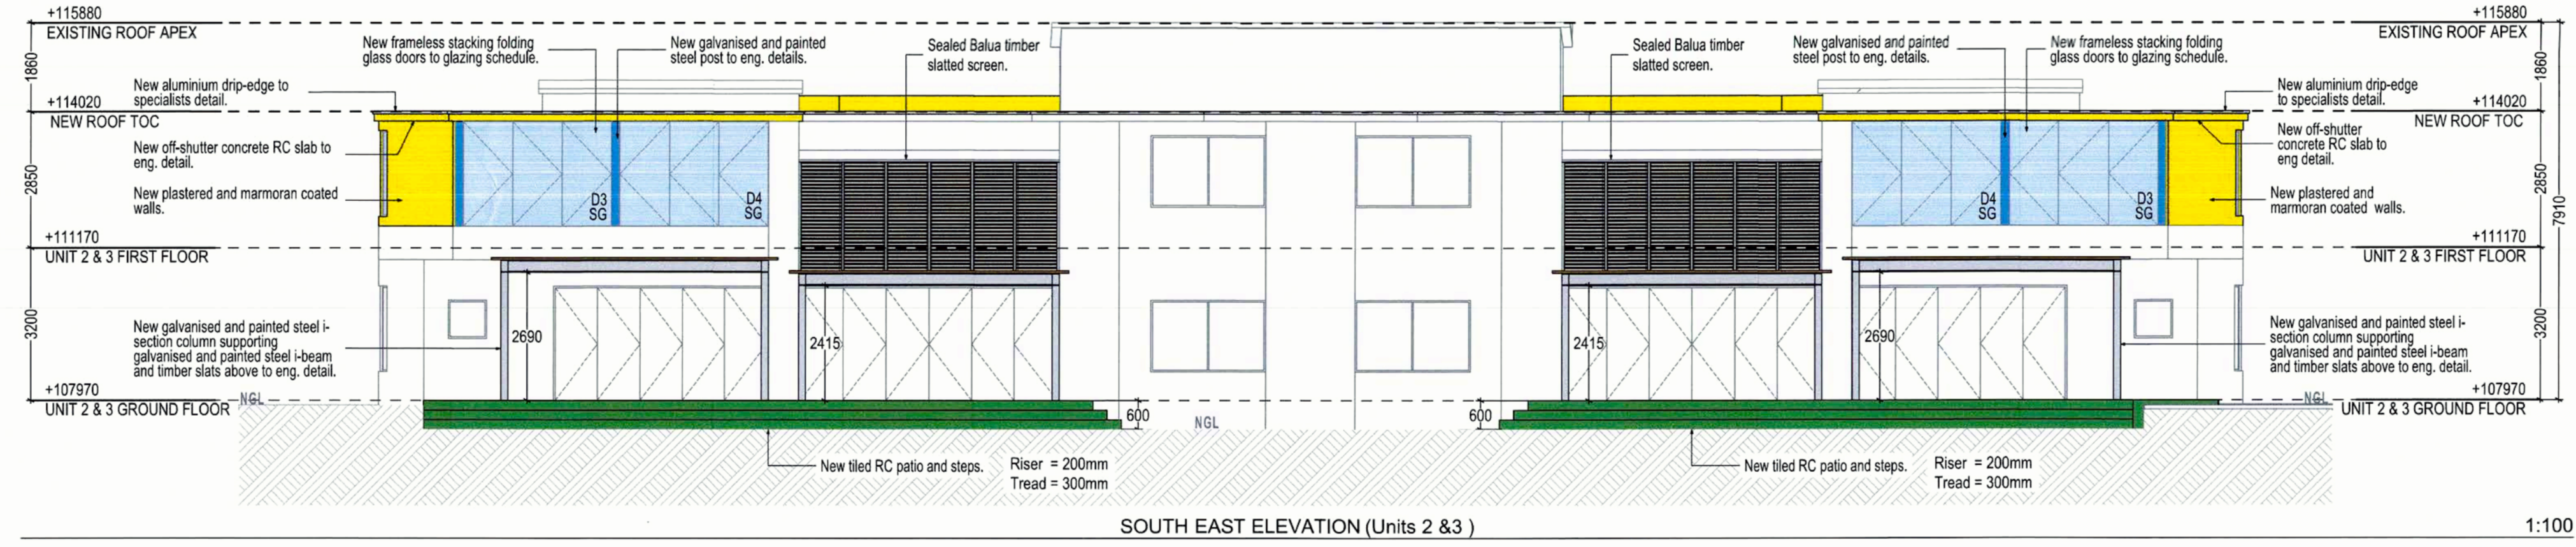 +115880
EXISTING ROOF APEX
+115880
EXISTING ROOF APEX
1860
New frameless stacking folding
glass doors to glazing schedule.
New galvanised and painted
steel post to eng. details.
Sealed Balua timber
slatted screen.
Sealed Balua timber
slatted screen.
New galvanised and painted
steel post to eng. details.
New frameless stacking folding
glass doors to glazing schedule.
1860
New aluminium drip-edge to
specialists detail.
New aluminium drip-edge
to specialists detail.
+114020
NEW ROOF TOC
+114020
NEW ROOF TOC
New off-shutter concrete RC slab to
eng. detail.
New off-shutter
concrete RC slab to
eng detail.
2850
New plastered and marmoran coated
walls.
D3
SG
D4
SG
D4
SG
D3
SG
New plastered and
marmoran coated walls.
2850
7910
+111170
UNIT 2 & 3 FIRST FLOOR
+111170
UNIT 2 & 3 FIRST FLOOR
3200
New galvanised and painted steel i-
section column supporting
galvanised and painted steel i-beam
and timber slats above to eng. detail.
2690
2415
2415
2690
New galvanised and painted steel i-
section column supporting
galvanised and painted steel i-beam
and timber slats above to eng. detail.
3200
+107970
UNIT 2 & 3 GROUND FLOOR
NGL
600
NGL
600
NGL
+107970
UNIT 2 & 3 GROUND FLOOR
New tiled RC patio and steps.
Riser = 200mm
Tread = 300mm
New tiled RC patio and steps.
Riser = 200mm
Tread = 300mm
SOUTH EAST ELEVATION (Units 2 &3 )
1:100